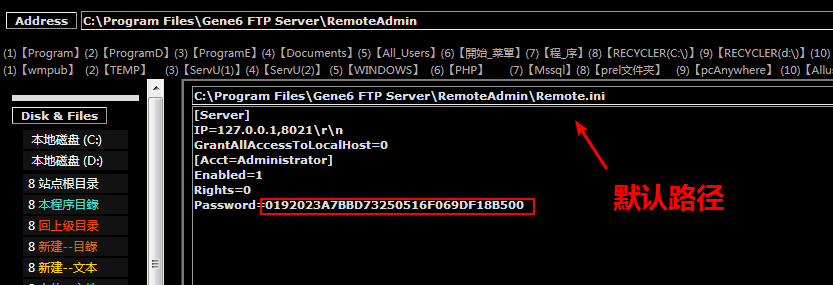 Address C:\Program Files\Gene6 FTP Server\RemoteAdmin
(1)【Program】(2)【ProgramD】(3)【ProgramE】(4)【Documents】(5)【All_Users】(6)【開始_菜單】(7)【程_序】(8)【RECYCLER(C:\)】(9)【RECYCLER(d:\)】(10)
(1)【wmpub】 (2)【TEMP】 (3)【ServU(1)】(4)【ServU(2)】 (5)【WINDOWS】 (6)【PHP】 (7)【Mssql】(8)【prel文件夹】 (9)【pcAnywhere】(10)【Allus
C:\Program Files\Gene6 FTP Server\RemoteAdmin\Remote.ini
[Server]
IP=127.0.0.1,8021\r\n
GrantAllAccessToLocalHost=0
[Acct=Administrator]
Enabled=1
Rights=0
Password=0192023A7BBD73250516F069DF18B500
默认路径
Disk & Files
本地磁盘 (C:)
本地磁盘 (D:)
8 站点根目录
8 本程序目録
8 回上级目录
8 新建--目録
8 新建--文本